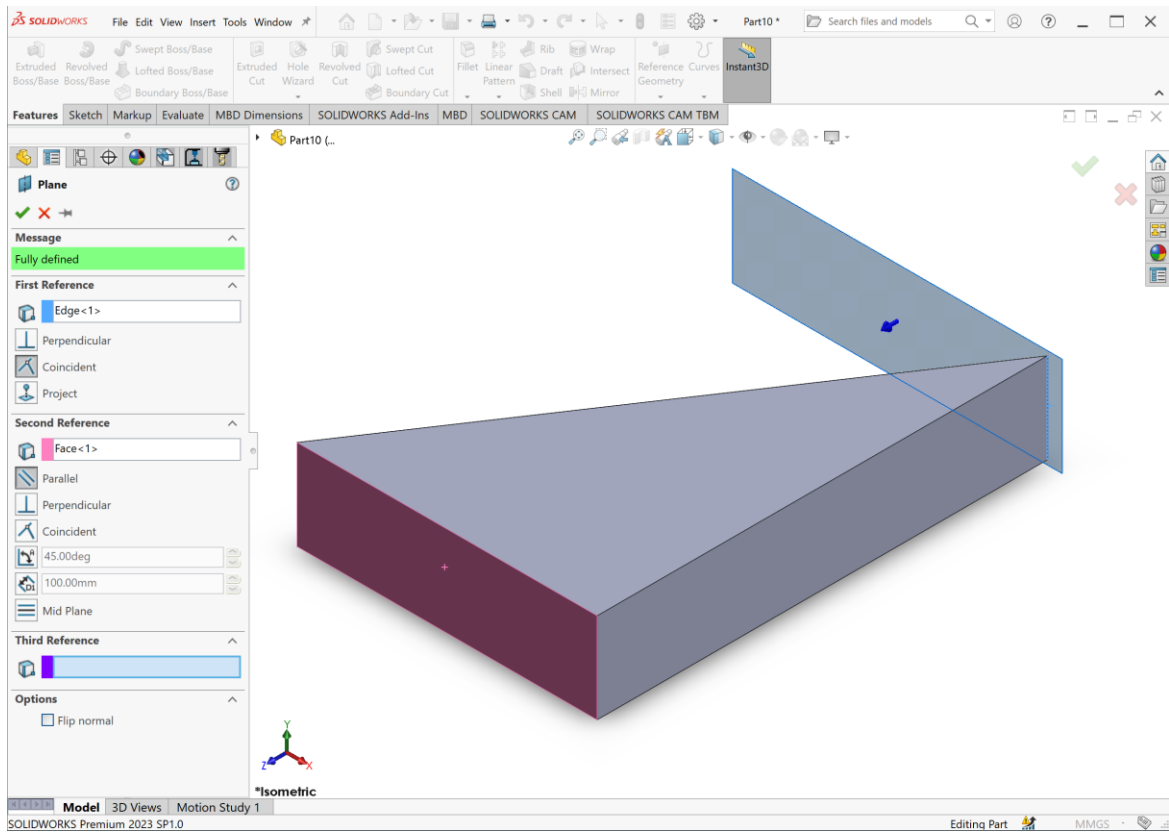 SOLIDWORKS File Edit View Insert Tools Window Part10 * Search files and models
Extruded Boss/Base
Revolved Boss/Base
Swept Boss/Base
Lofted Boss/Base
Boundary Boss/Base
Extruded Cut
Hole Wizard
Revolved Cut
Swept Cut
Lofted Cut
Boundary Cut
Fillet
Linear Pattern
Rib
Draft
Shell
Wrap
Intersect
Mirror
Reference Geometry
Curves
Instant3D
Features Sketch Markup Evaluate MBD Dimensions SOLIDWORKS Add-Ins MBD SOLIDWORKS CAM SOLIDWORKS CAM TBM
Part10 (...
Plane
Message
Fully defined
First Reference
Edge<1>
Perpendicular
Coincident
Project
Second Reference
Face<1>
Parallel
Perpendicular
Coincident
45.00deg
100.00mm
Mid Plane
Third Reference
Options
Flip normal
Y
Z
X
*Isometric
Model 3D Views Motion Study 1
SOLIDWORKS Premium 2023 SP1.0 Editing Part MMGS